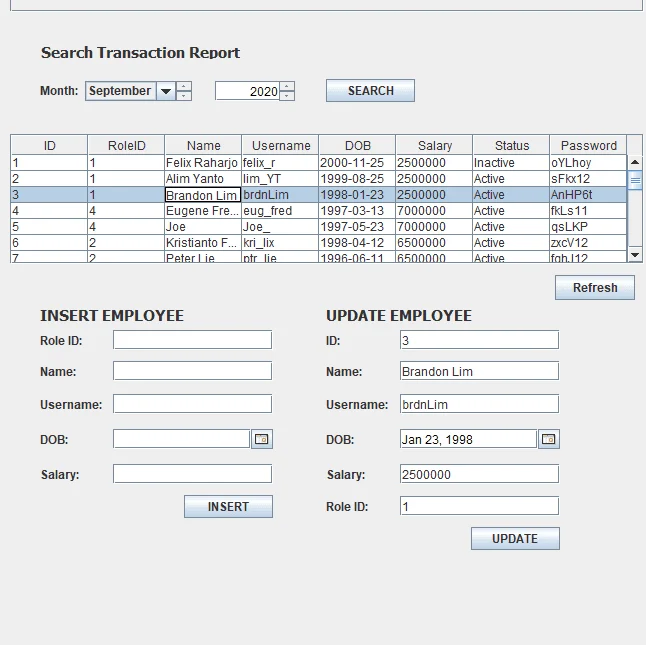 Search Transaction Report
Month: September 2020 SEARCH
ID RoleID Name Username DOB Salary Status Password
1 1 Felix Raharjo felix_r 2000-11-25 2500000 Inactive oYLhoy
2 1 Alim Yanto lim_YT 1999-08-25 2500000 Active sFkx12
3 1 Brandon Lim brdnLim 1998-01-23 2500000 Active AnHP6t
4 4 Eugene Fre... eug_fred 1997-03-13 7000000 Active fkLs11
5 4 Joe Joe_ 1997-05-23 7000000 Active qsLKP
6 2 Kristianto F... kri_lix 1998-04-12 6500000 Active zxcV12
7 2 Peter Lie ptr_lie 1996-06-11 6500000 Active fghJ12
Refresh
INSERT EMPLOYEE
Role ID:
Name:
Username:
DOB:
Salary:
INSERT
UPDATE EMPLOYEE
ID: 3
Name: Brandon Lim
Username: brdnLim
DOB: Jan 23, 1998
Salary: 2500000
Role ID: 1
UPDATE